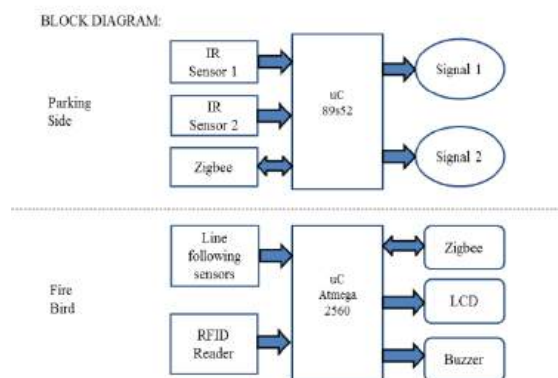 BLOCK DIAGRAM:
Parking
Side
IR
Sensor 1
IR
Sensor 2
Zigbee
uC
89s52
Signal 1
Signal 2
Fire
Bird
Line
following
sensors
RFID
Reader
uC
Atmega
2560
Zigbee
LCD
Buzzer